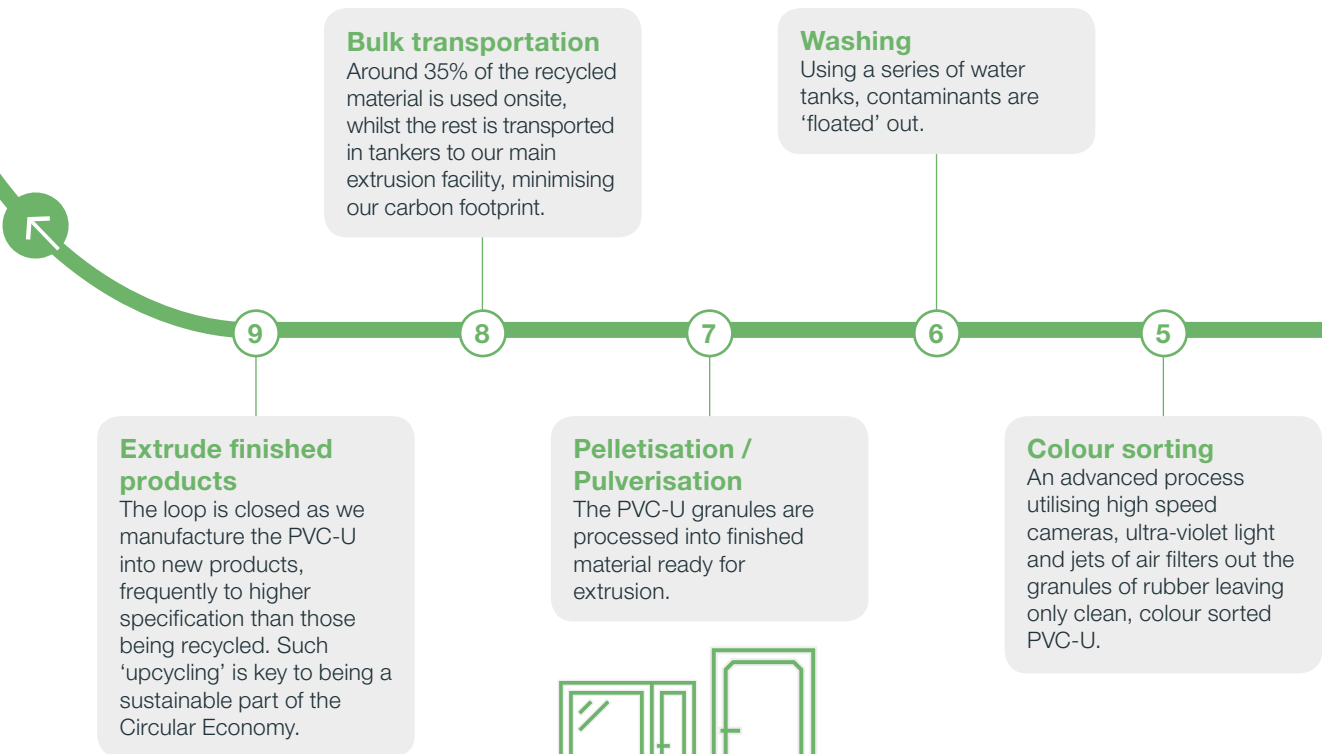 Bulk transportation
Around 35% of the recycled
material is used onsite,
whilst the rest is transported
in tankers to our main
extrusion facility, minimising
our carbon footprint.
Washing
Using a series of water
tanks, contaminants are
‘floated’ out.
9
8
7
6
5
Extrude finished
products
The loop is closed as we
manufacture the PVC-U
into new products,
frequently to higher
specification than those
being recycled. Such
‘upcycling’ is key to being a
sustainable part of the
Circular Economy.
Pelletisation /
Pulverisation
The PVC-U granules are
processed into finished
material ready for
extrusion.
Colour sorting
An advanced process
utilising high speed
cameras, ultra-violet light
and jets of air filters out the
granules of rubber leaving
only clean, colour sorted
PVC-U.